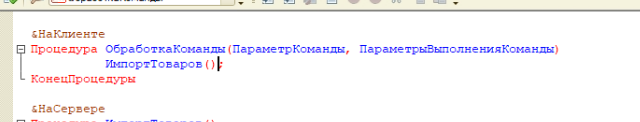 &НаКлиенте
Процедура ОбработкаКоманды(ПараметрКоманды, ПараметрыВыполненияКоманды)
ИмпортТоваров();
КонецПроцедуры
&НаСервере